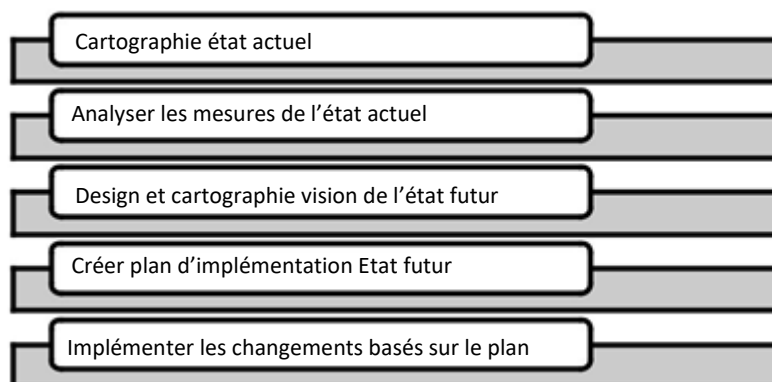 Cartographie état actuel
Analyser les mesures de l’état actuel
Design et cartographie vision de l’état futur
Créer plan d’implémentation Etat futur
Implémenter les changements basés sur le plan